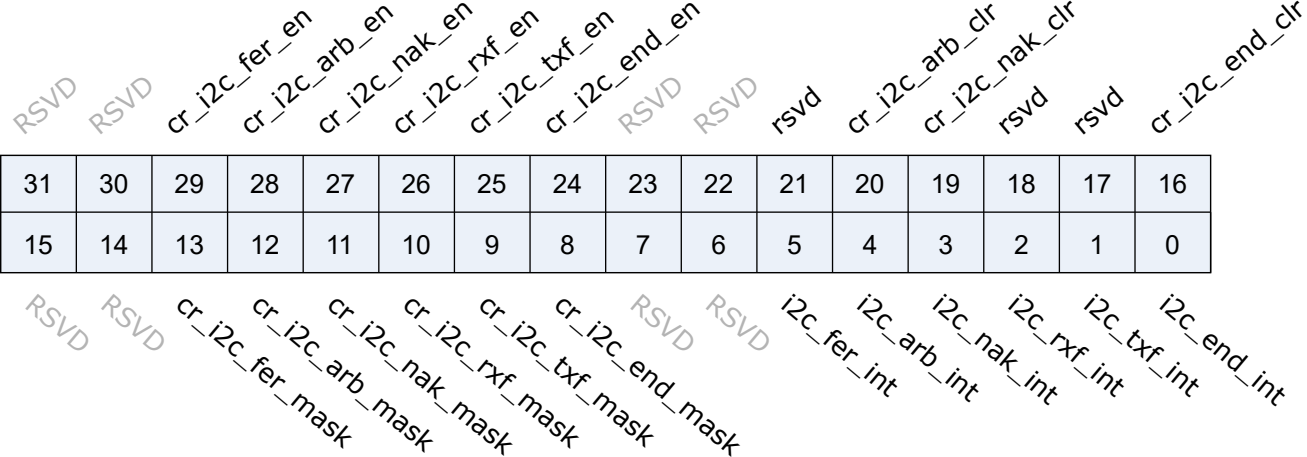 RSVD RSVD cr_i2c_fer_en cr_i2c_arb_en cr_i2c_nak_en cr_i2c_rxf_en cr_i2c_txf_en cr_i2c_end_en RSVD RSVD rsvd cr_i2c_arb_clr cr_i2c_nak_clr rsvd rsvd cr_i2c_end_clr
31 30 29 28 27 26 25 24 23 22 21 20 19 18 17 16
15 14 13 12 11 10 9 8 7 6 5 4 3 2 1 0
RSVD RSVD cr_i2c_fer_mask cr_i2c_arb_mask cr_i2c_nak_mask cr_i2c_rxf_mask cr_i2c_txf_mask cr_i2c_end_mask RSVD RSVD i2c_fer_int i2c_arb_int i2c_nak_int i2c_rxf_int i2c_txf_int i2c_end_int